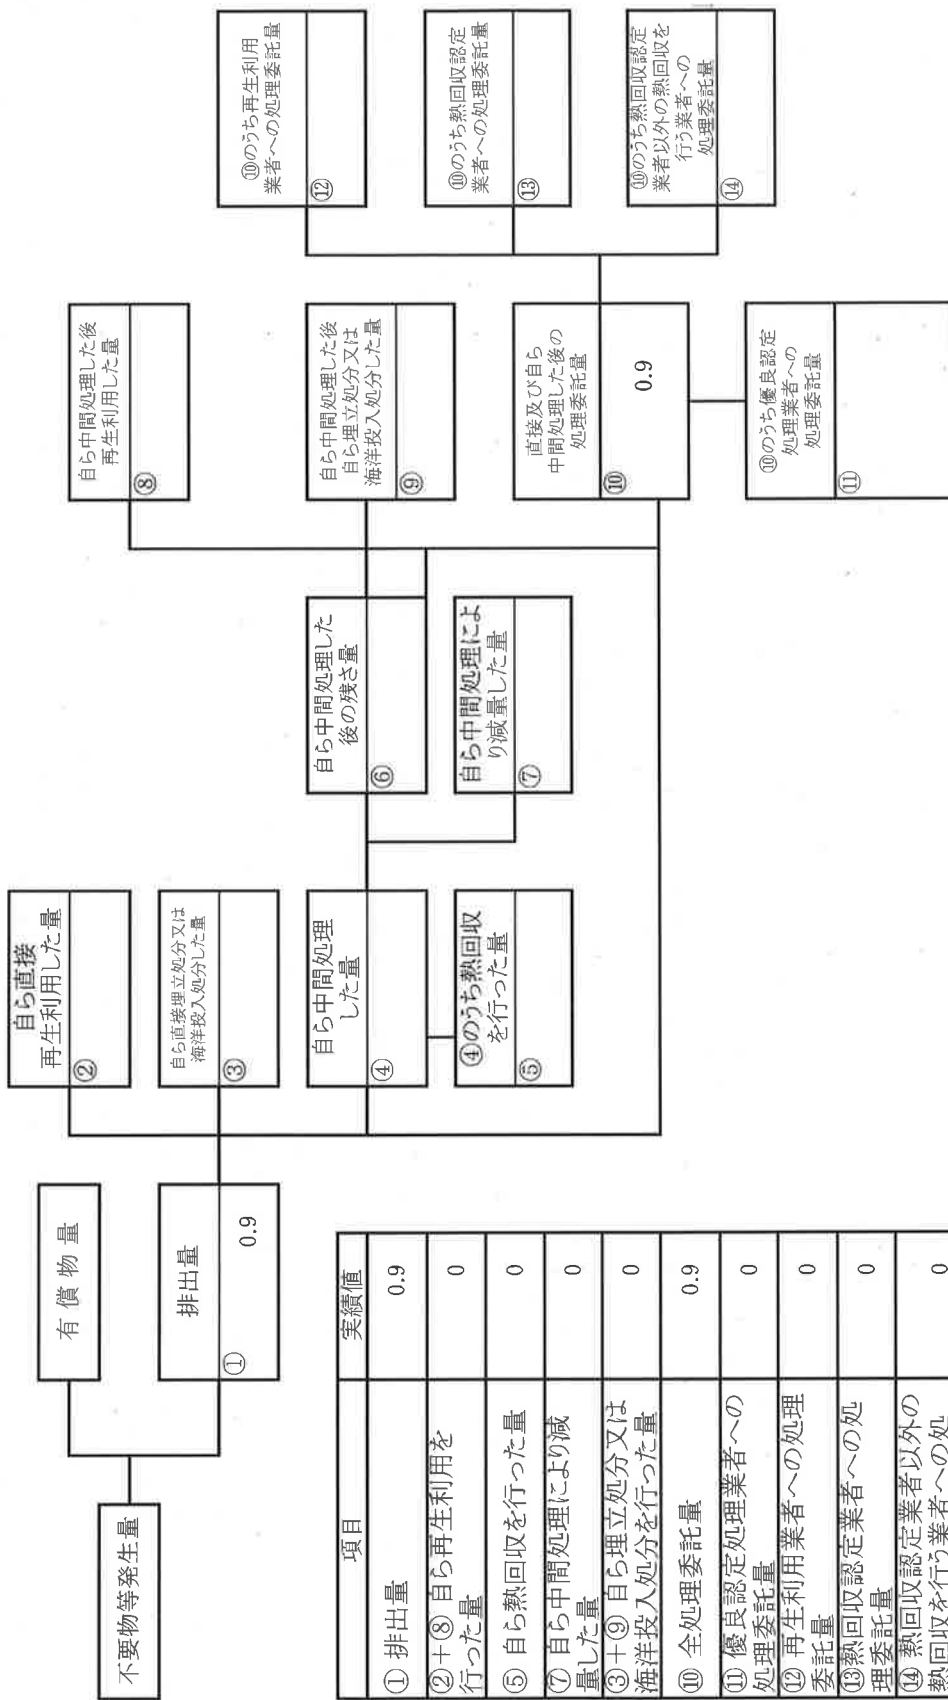 不要物等発生量
有償物量
排出量
①
0.9
自ら直接
再生利用した量
②
自ら直接埋立処分又は
海洋投入処分した量
③
自ら中間処理
した量
④
④のうち熱回収
を行った量
⑤
自ら中間処理した
後の残さ量
⑥
自ら中間処理によ
り減量した量
⑦
自ら中間処理した後
再生利用した量
⑧
自ら中間処理した後
自ら埋立処分又は
海洋投入処分した量
⑨
直接及び自ら
中間処理した後の
処理委託量
⑩
0.9
⑩のうち優良認定
処理業者への
処理委託量
⑪
⑩のうち再生利用
業者への処理委託量
⑫
⑩のうち熱回収認定
業者への処理委託量
⑬
⑩のうち熱回収認定
業者以外の熱回収を
行う業者への
処理委託量
⑭
項目 実績値
① 排出量 0.9
②+⑧ 自ら再生利用を
行った量 0
⑤ 自ら熱回収を行った量 0
⑦ 自ら中間処理により減
量した量 0
③+⑨ 自ら埋立処分又は
海洋投入処分を行った量 0
⑩ 全処理委託量 0.9
⑪ 優良認定処理業者への
処理委託量 0
⑫ 再生利用業者への処理
委託量 0
⑬熱回収認定業者への処
理委託量 0
⑭ 熱回収認定業者以外の
熱回収を行う業者への処 0